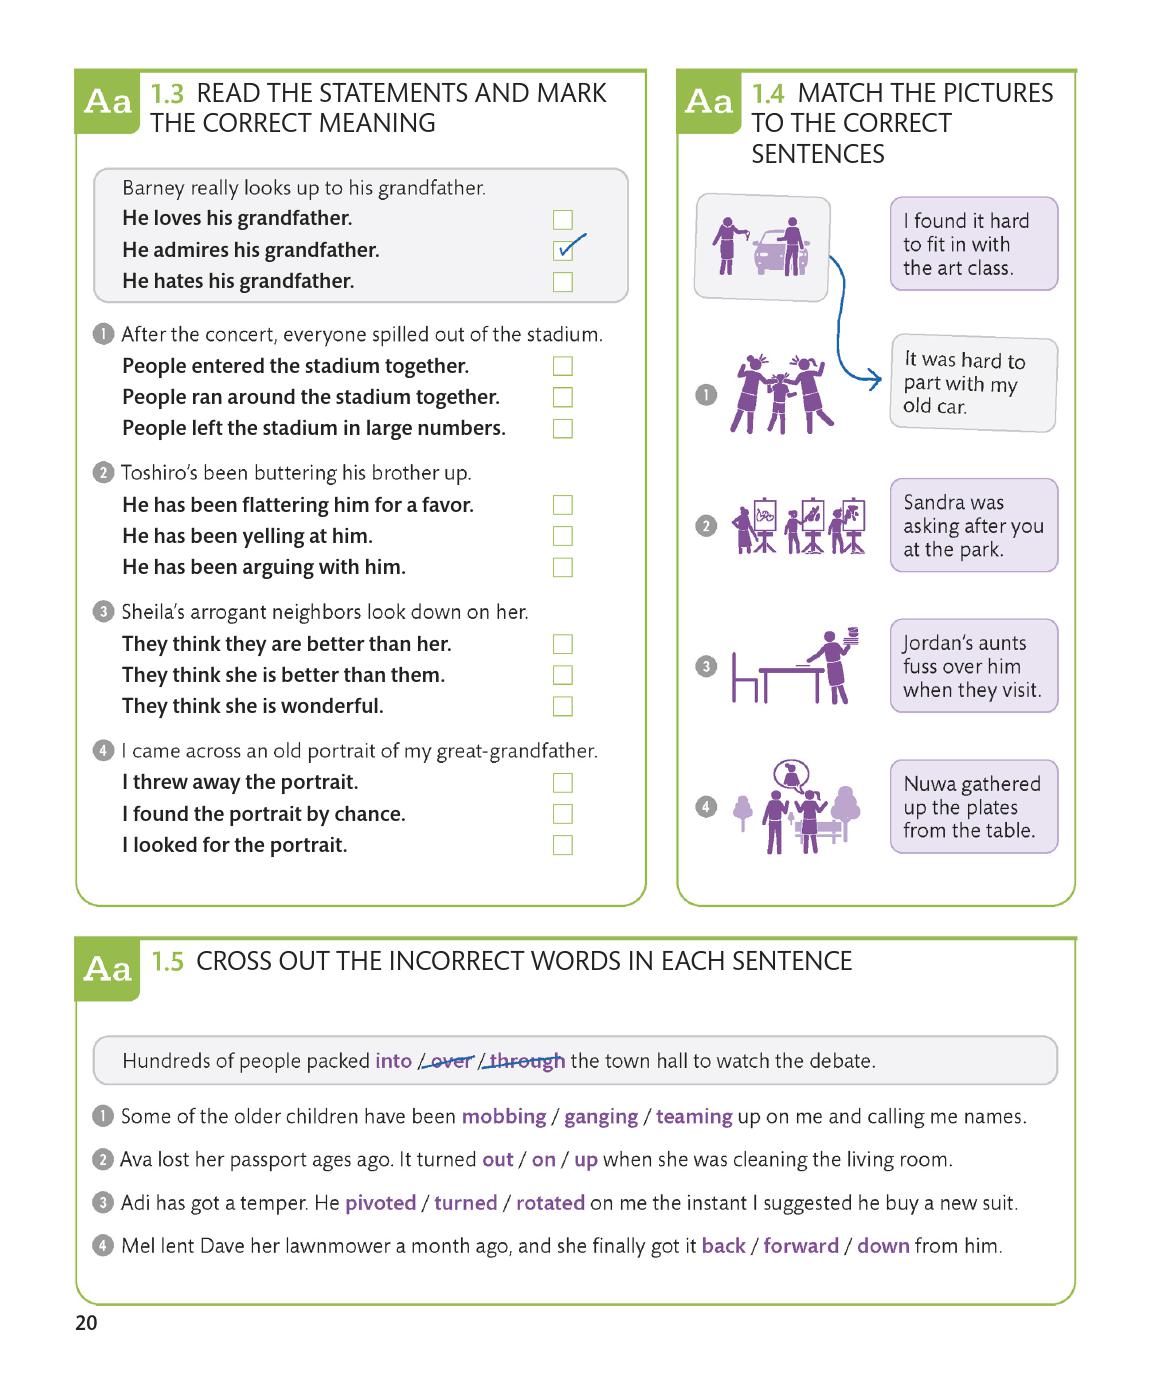 Aa 1.3 READ THE STATEMENTS AND MARK
THE CORRECT MEANING
Barney really looks up to his grandfather.
He loves his grandfather.
He admires his grandfather.
He hates his grandfather.
1 After the concert, everyone spilled out of the stadium.
People entered the stadium together.
People ran around the stadium together.
People left the stadium in large numbers.
2 Toshiro's been buttering his brother up.
He has been flattering him for a favor.
He has been yelling at him.
He has been arguing with him.
3 Sheila's arrogant neighbors look down on her.
They think they are better than her.
They think she is better than them.
They think she is wonderful.
4 I came across an old portrait of my great-grandfather.
I threw away the portrait.
I found the portrait by chance.
I looked for the portrait.
Aa 1.4 MATCH THE PICTURES
TO THE CORRECT
SENTENCES
I found it hard
to fit in with
the art class.
1
It was hard to
part with my
old car.
2
Sandra was
asking after you
at the park.
3
Jordan's aunts
fuss over him
when they visit.
4
Nuwa gathered
up the plates
from the table.
Aa 1.5 CROSS OUT THE INCORRECT WORDS IN EACH SENTENCE
Hundreds of people packed into / over / through the town hall to watch the debate.
1 Some of the older children have been mobbing / ganging / teaming up on me and calling me names.
2 Ava lost her passport ages ago. It turned out / on / up when she was cleaning the living room.
3 Adi has got a temper. He pivoted / turned / rotated on me the instant I suggested he buy a new suit.
4 Mel lent Dave her lawnmower a month ago, and she finally got it back / forward / down from him.
20